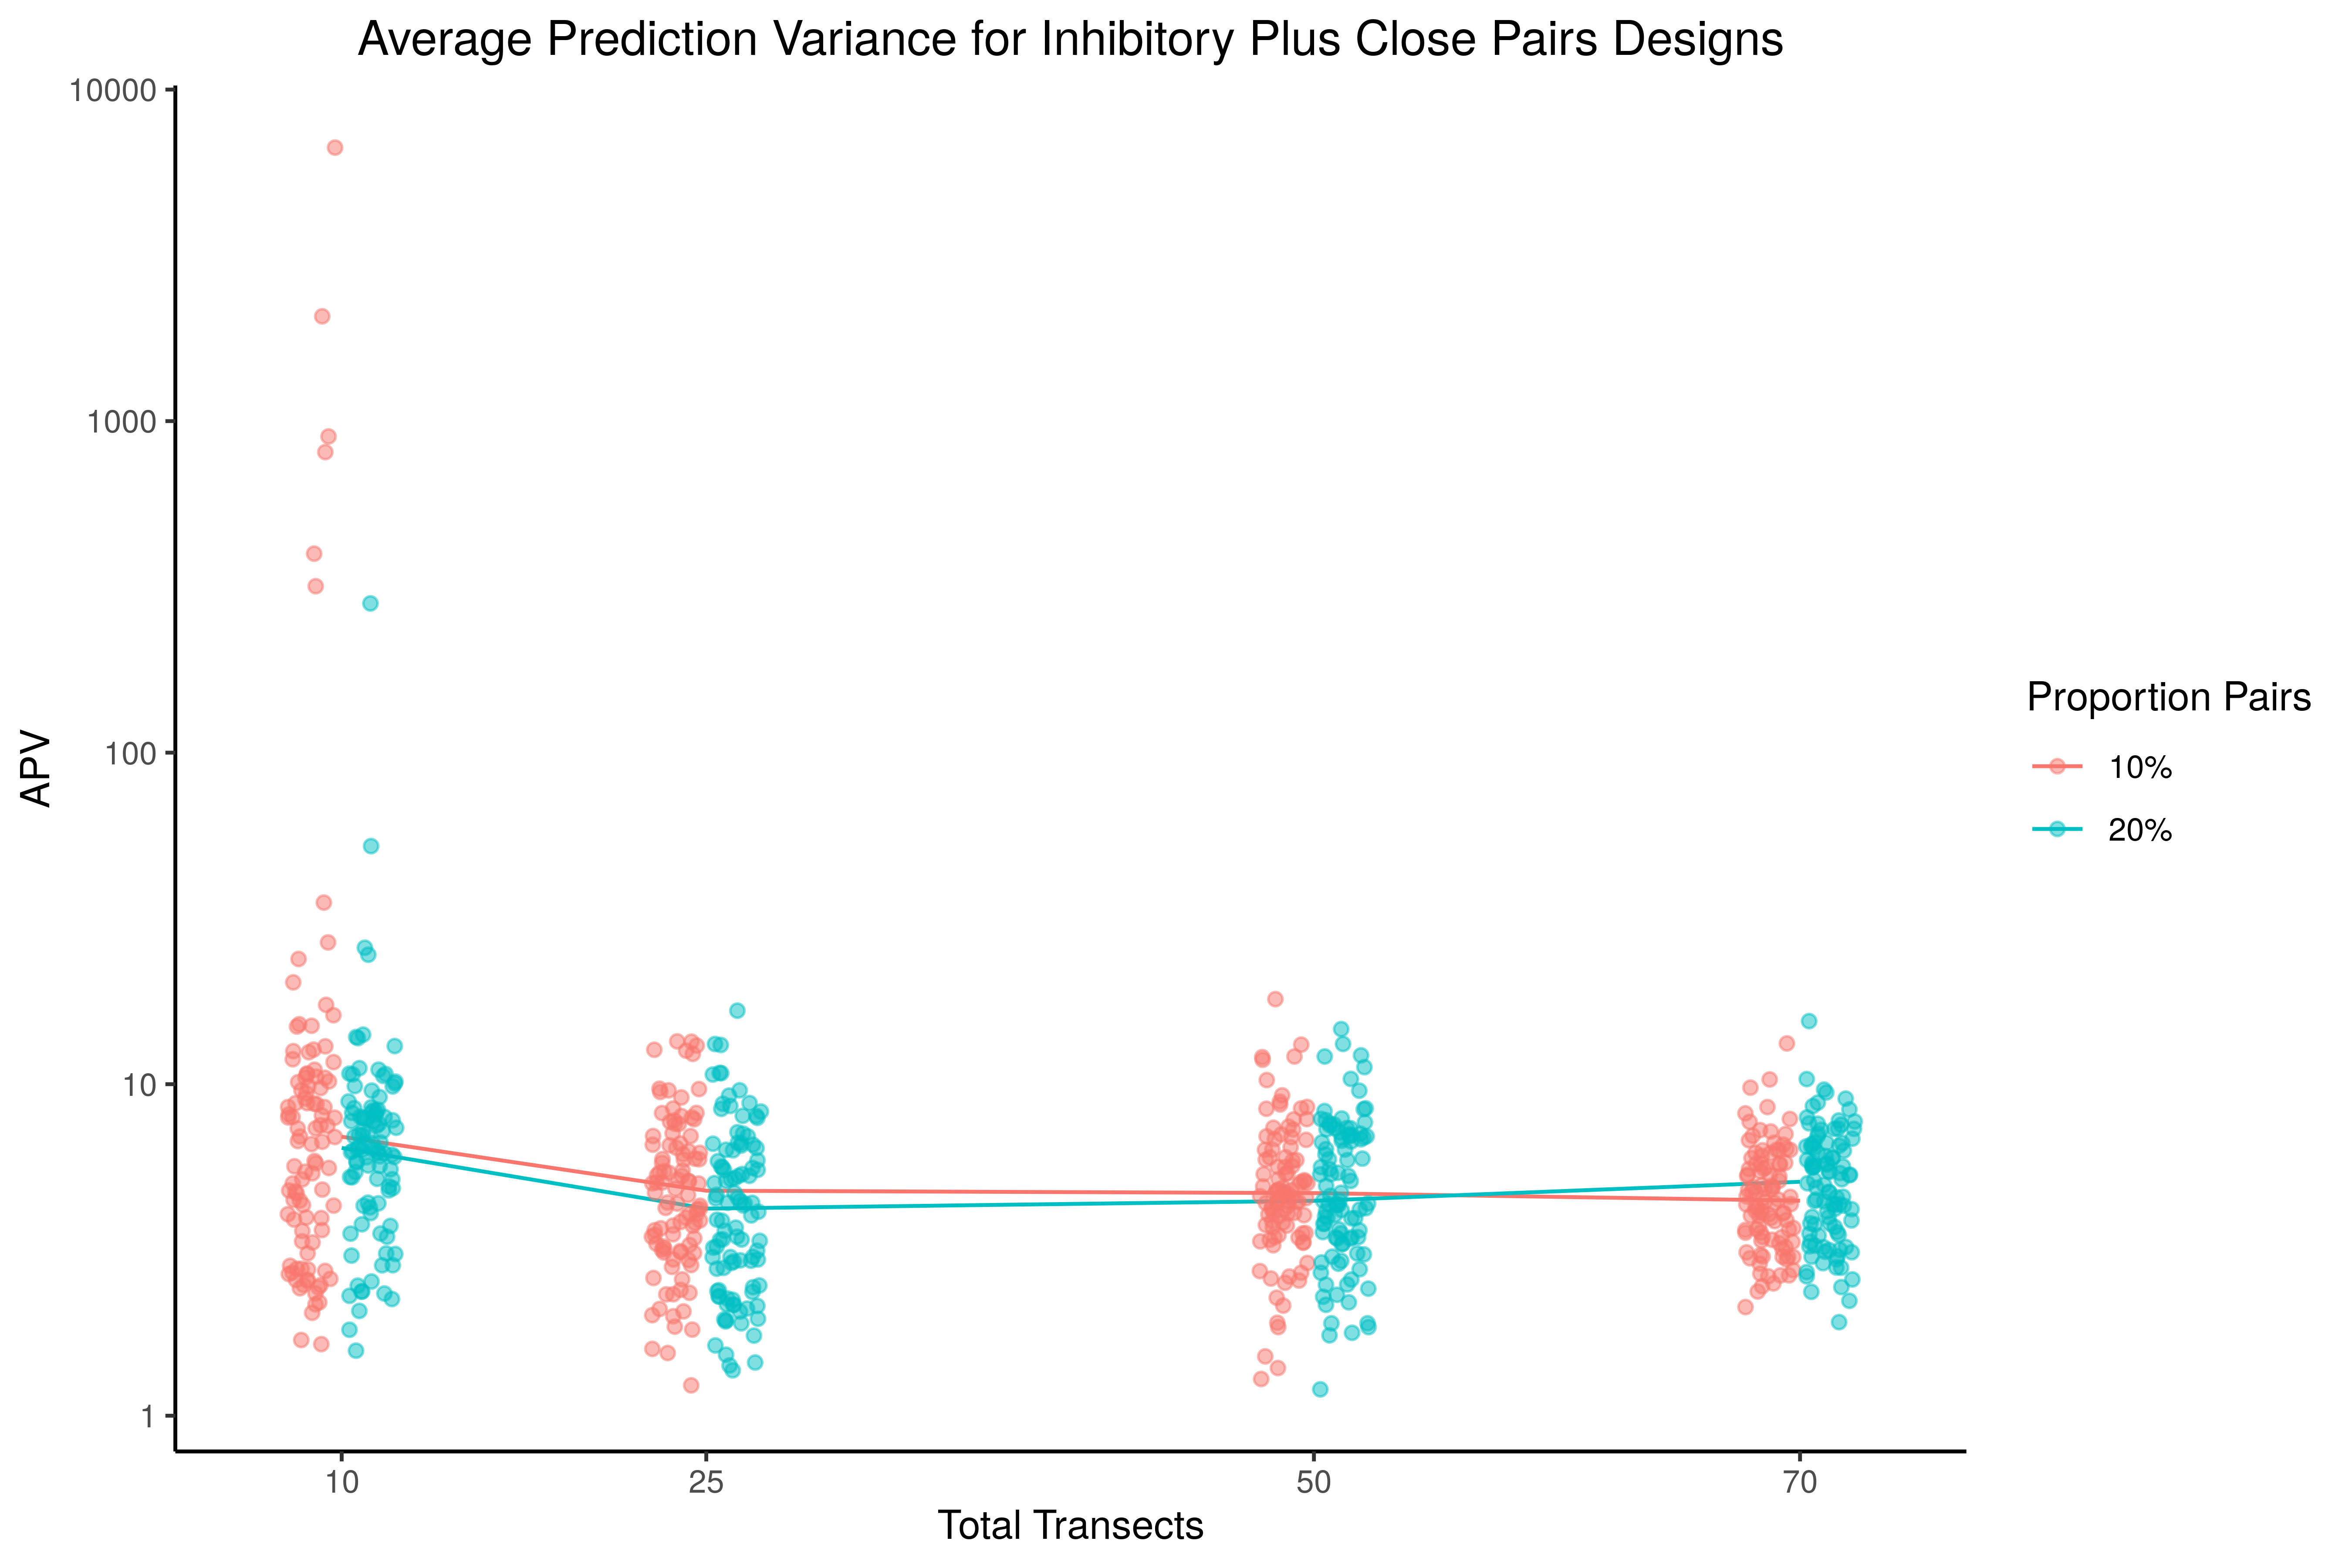 Average Prediction Variance for Inhibitory Plus Close Pairs Designs
10000
1000
100
10
1
APV
10
25
50
70
Total Transects
Proportion Pairs
10%
20%